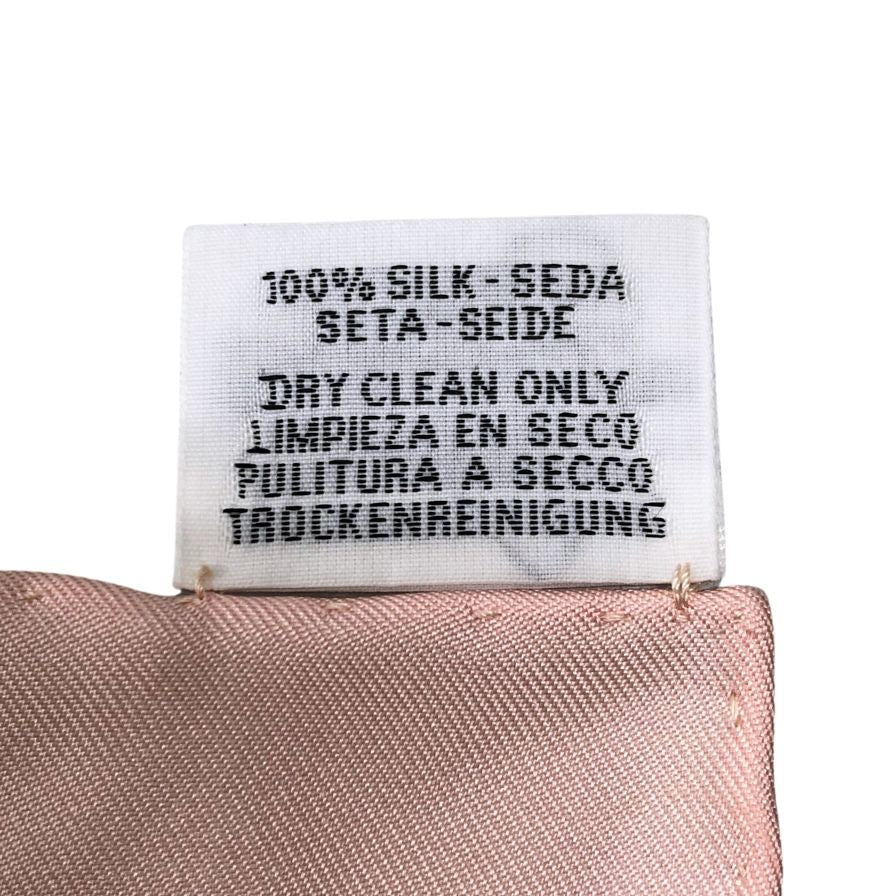 100% SILK-SEDA
SETA-SEIDE
DRY CLEAN ONLY
LIMPIEZA EN SECO
PULITURA A SECCO
TROCKENREINIGUNG